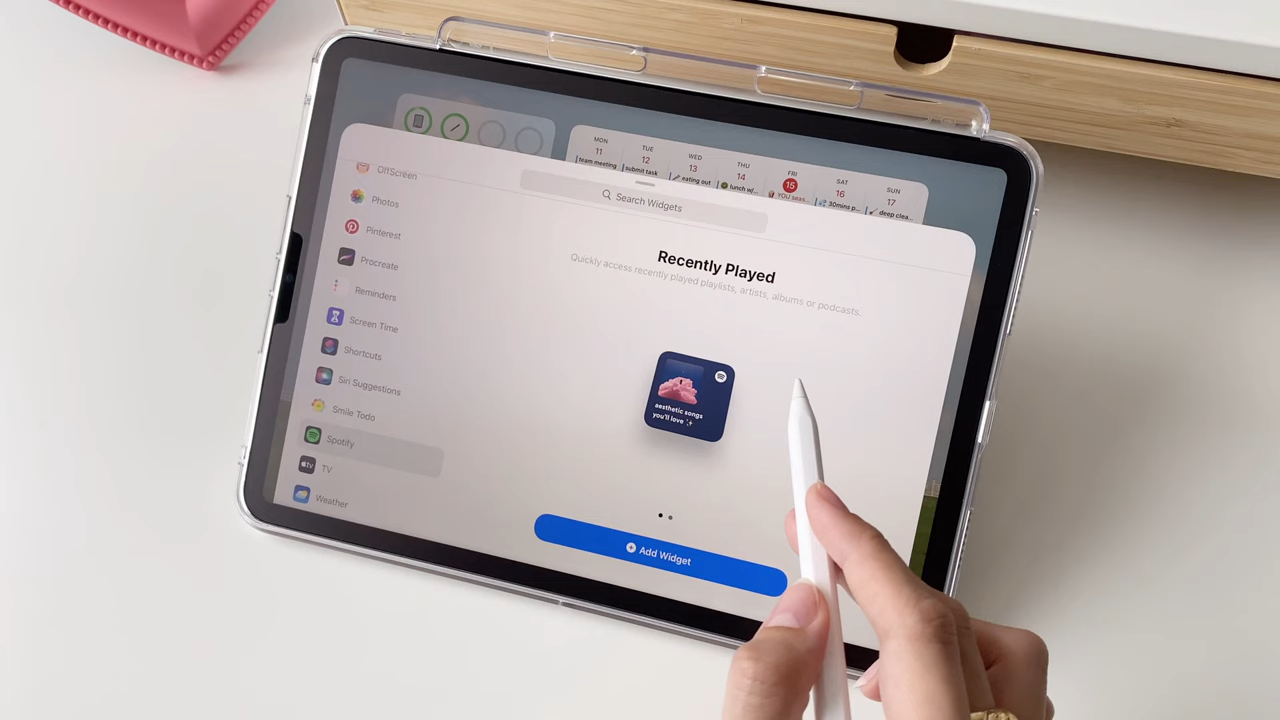 MON
TUE
WED
THU
FRI
SAT
SUN
11
12
13
14
15
16
17
team meeting
submit task
eating out
lunch w/...
YOU seas...
30mins p...
deep clea...
Search Widgets
OffScreen
Photos
Pinterest
Procreate
Reminders
Screen Time
Shortcuts
Siri Suggestions
Smile Todo
Spotify
TV
Weather
Recently Played
Quickly access recently played playlists, artists, albums or podcasts.
aesthetic songs
you'll love ✨
Add Widget